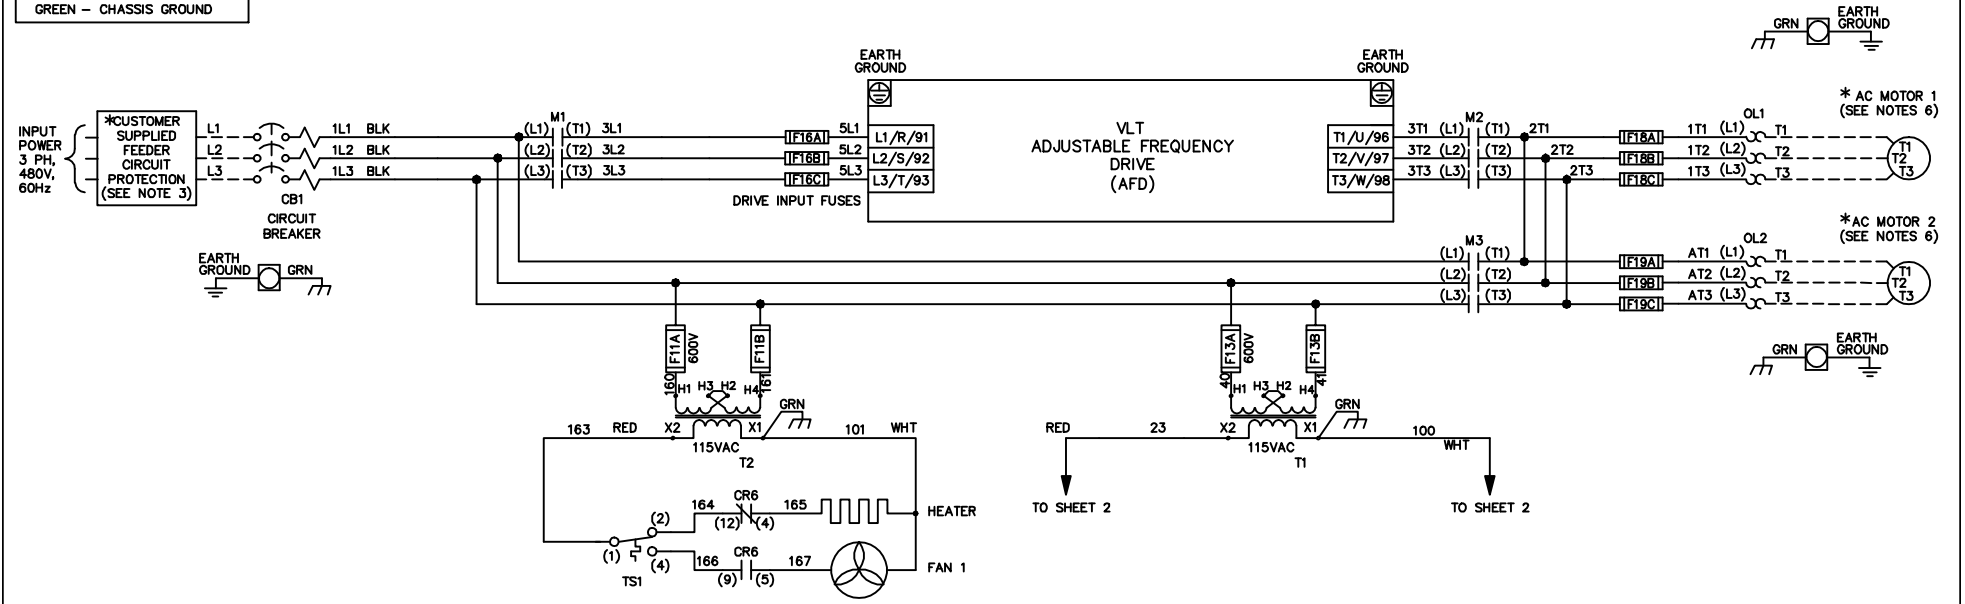 GREEN – CHASSIS GROUND
GRN
EARTH
GROUND
INPUT
POWER
3 PH,
480V,
60Hz
*CUSTOMER
SUPPLIED
FEEDER
CIRCUIT
PROTECTION
(SEE NOTE 3)
L1
L2
L3
CB1
CIRCUIT
BREAKER
1L1 BLK
1L2 BLK
1L3 BLK
M1
(L1) (T1) 3L1
(L2) (T2) 3L2
(L3) (T3) 3L3
F16A 5L1
F16B 5L2
F16C 5L3
DRIVE INPUT FUSES
EARTH
GROUND
L1/R/91
L2/S/92
L3/T/93
VLT
ADJUSTABLE FREQUENCY
DRIVE
(AFD)
EARTH
GROUND
T1/U/96
T2/V/97
T3/W/98
M2
3T1 (L1) (T1) 2T1
3T2 (L2) (T2) 2T2
3T3 (L3) (T3) 2T3
F18A 1T1 (L1) T1
F18B 1T2 (L2) T2
F18C 1T3 (L3) T3
OL1
* AC MOTOR 1
(SEE NOTES 6)
T1
T2
T3
EARTH
GROUND
GRN
M3
(L1) (T1)
(L2) (T2)
(L3) (T3)
F19A AT1 (L1) T1
F19B AT2 (L2) T2
F19C AT3 (L3) T3
OL2
*AC MOTOR 2
(SEE NOTES 6)
T1
T2
T3
GRN
EARTH
GROUND
F11A
600V
F11B
160
161
H1 H3 H2 H4
GRN
163 RED X2 X1 101 WHT
115VAC
T2
F13A
600V
F13B
40
41
H1 H3 H2 H4
GRN
RED 23 X2 X1 100
WHT
115VAC
T1
TO SHEET 2
TO SHEET 2
164 CR6 165
(12) (4)
HEATER
(2)
(1)
(4)
TS1
166 CR6 167
(9) (5)
FAN 1